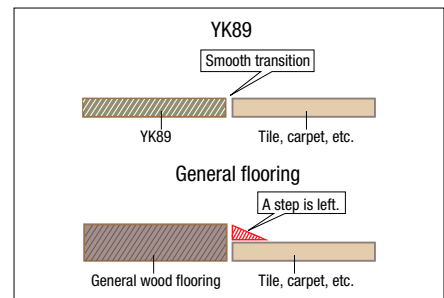 YK89
Smooth transition
YK89
Tile, carpet, etc.
General flooring
A step is left.
General wood flooring
Tile, carpet, etc.